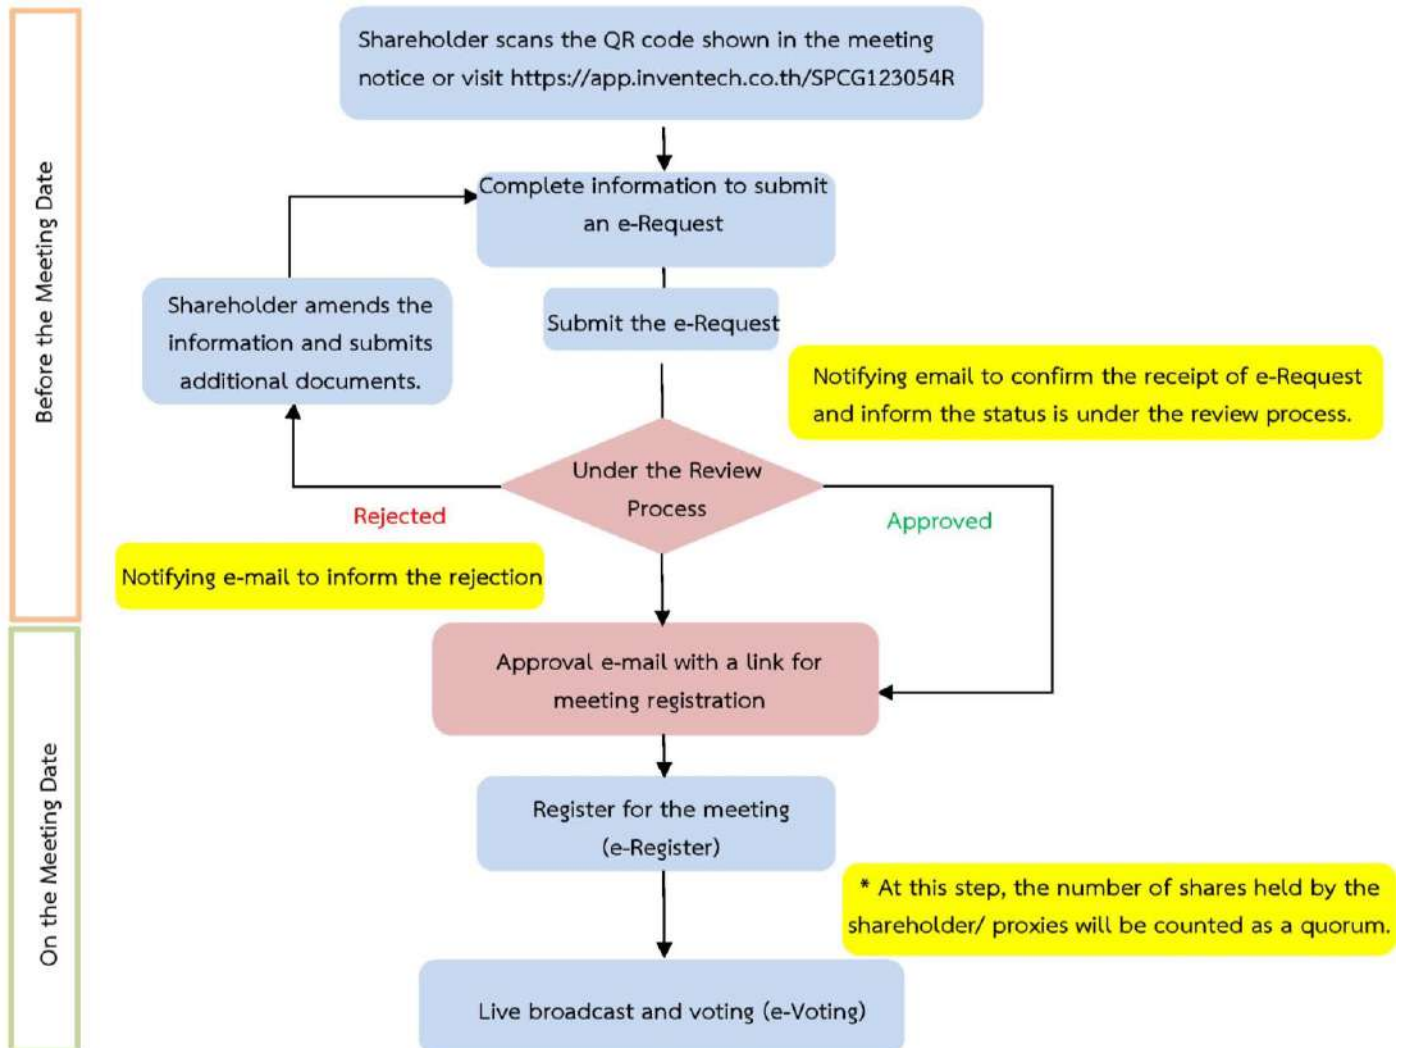 Before the Meeting Date
Shareholder scans the QR code shown in the meeting
notice or visit https://app.inventech.co.th/SPCG123054R
Complete information to submit
an e-Request
Shareholder amends the
information and submits
additional documents.
Submit the e-Request
Notifying email to confirm the receipt of e-Request
and inform the status is under the review process.
Under the Review
Process
Rejected
Approved
Notifying e-mail to inform the rejection
On the Meeting Date
Approval e-mail with a link for
meeting registration
Register for the meeting
(e-Register)
* At this step, the number of shares held by the
shareholder/ proxies will be counted as a quorum.
Live broadcast and voting (e-Voting)